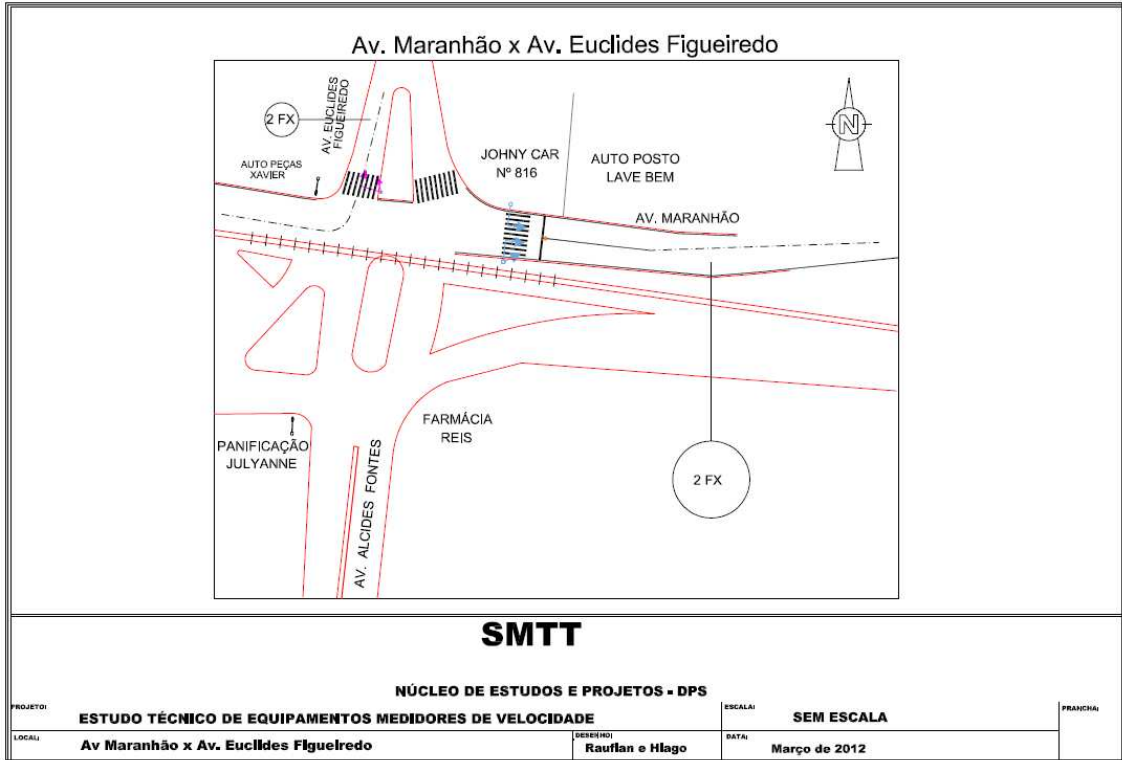 Av. Maranhão x Av. Euclides Figueiredo
2 FX
AV. EUCLIDES
FIGUEIREDO
AUTO PEÇAS
XAVIER
JOHNY CAR
Nº 816
AUTO POSTO
LAVE BEM
N
AV. MARANHÃO
FARMÁCIA
REIS
PANIFICAÇÃO
JULYANNE
AV. ALCIDES FONTES
2 FX
SMTT
NÚCLEO DE ESTUDOS E PROJETOS - DPS
PROJETO:
ESTUDO TÉCNICO DE EQUIPAMENTOS MEDIDORES DE VELOCIDADE
ESCALA:
SEM ESCALA
PRANCHA:
LOCAL:
Av Maranhão x Av. Euclides Figueiredo
DESENHO:
Rauflan e Hiago
DATA:
Março de 2012